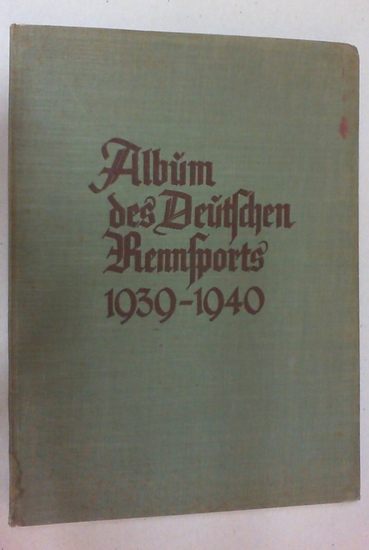 Album
des Deutschen
Rennsports
1939-1940